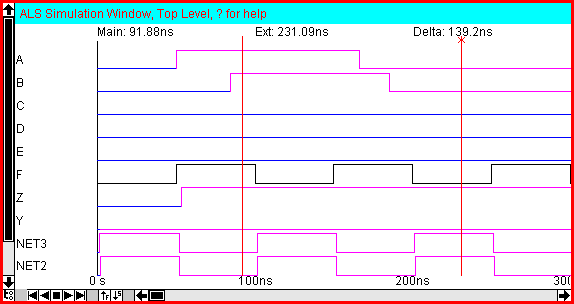 ALS Simulation Window, Top Level, ? for help
Main: 91.88ns Ext: 231.09ns Delta: 139.2ns
A
B
C
D
E
F
Z
Y
NET3
NET2
0 s 100ns 200ns 300